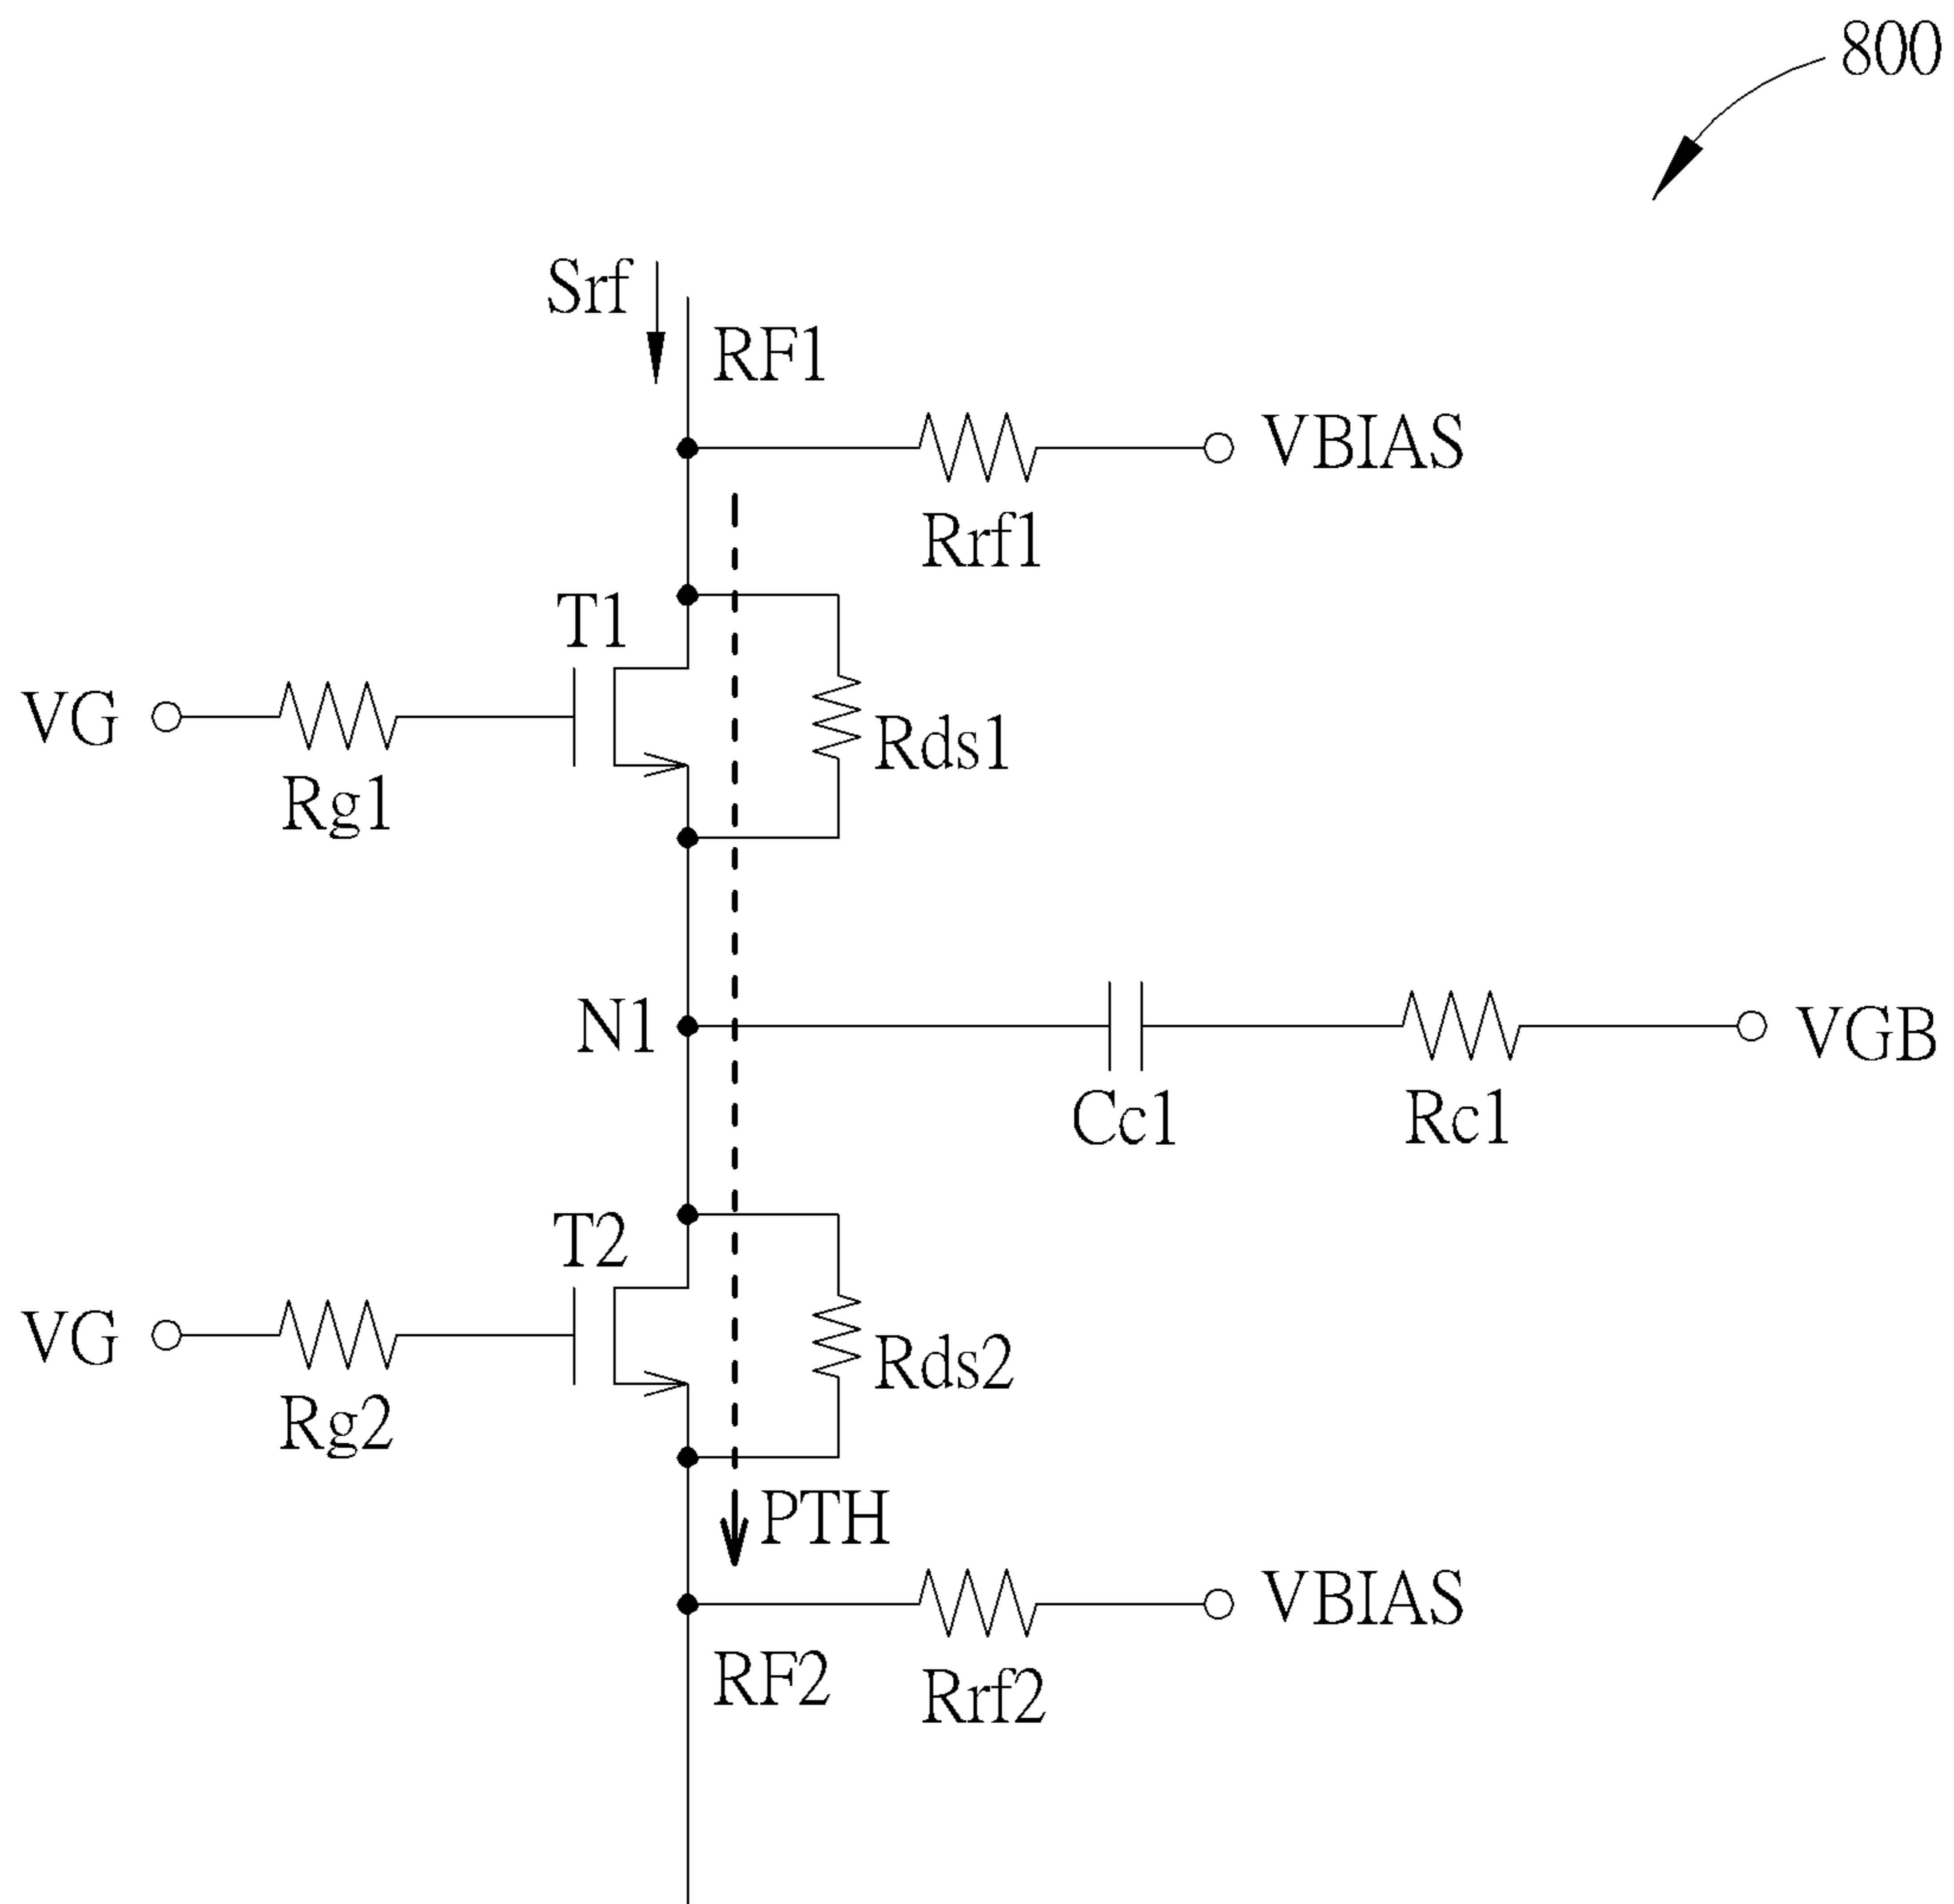 800
Srf
RF1
VBIAS
Rrf1
T1
VG
Rds1
Rg1
N1
VGB
Cc1
Rc1
T2
VG
Rds2
Rg2
PTH
VBIAS
RF2
Rrf2